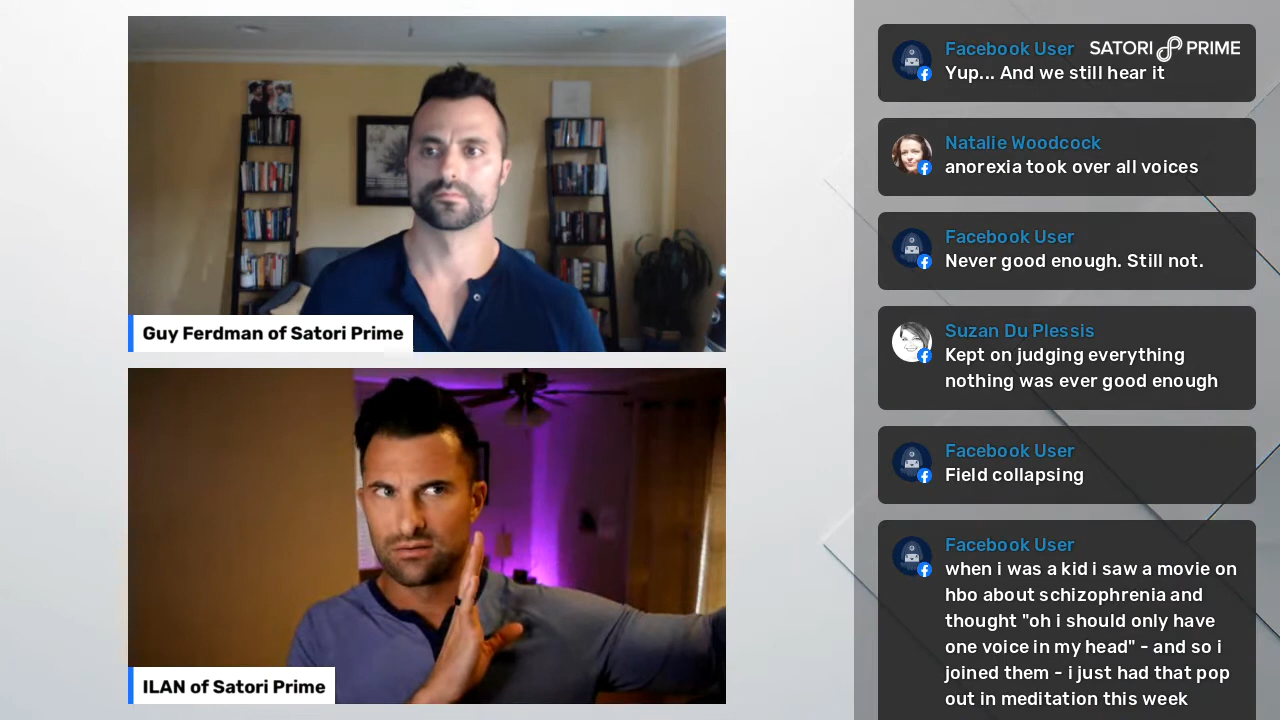 Guy Ferdman of Satori Prime
ILAN of Satori Prime
SATORI PRIME
Facebook User
Yup... And we still hear it
Natalie Woodcock
anorexia took over all voices
Facebook User
Never good enough. Still not.
Suzan Du Plessis
Kept on judging everything
nothing was ever good enough
Facebook User
Field collapsing
Facebook User
when i was a kid i saw a movie on
hbo about schizophrenia and
thought "oh i should only have
one voice in my head" - and so i
joined them - i just had that pop
out in meditation this week